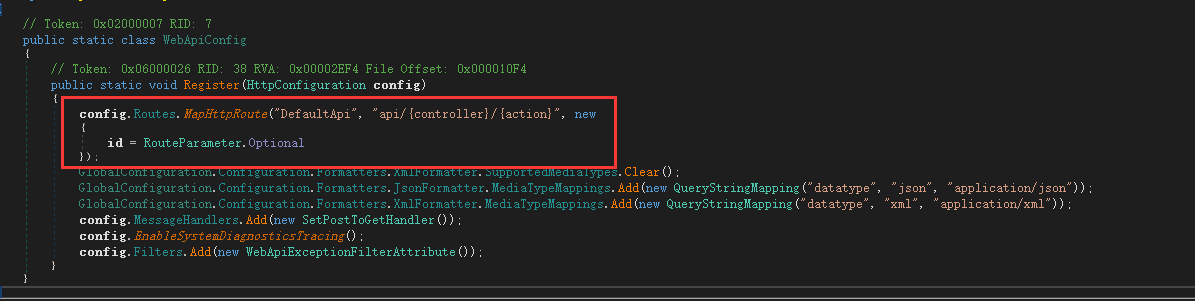 // Token: 0x02000007 RID: 7
public static class WebApiConfig
{
// Token: 0x06000026 RID: 38 RVA: 0x00002EF4 File Offset: 0x000010F4
public static void Register(HttpConfiguration config)
{
config.Routes.MapHttpRoute("DefaultApi", "api/{controller}/{action}", new
{
id = RouteParameter.Optional
});
GlobalConfiguration.Configuration.Formatters.XmlFormatter.SupportedMediaTypes.Clear();
GlobalConfiguration.Configuration.Formatters.JsonFormatter.MediaTypeMappings.Add(new QueryStringMapping("datatype", "json", "application/json"));
GlobalConfiguration.Configuration.Formatters.XmlFormatter.MediaTypeMappings.Add(new QueryStringMapping("datatype", "xml", "application/xml"));
config.MessageHandlers.Add(new SetPostToGetHandler());
config.EnableSystemDiagnosticsTracing();
config.Filters.Add(new WebApiExceptionFilterAttribute());
}
}